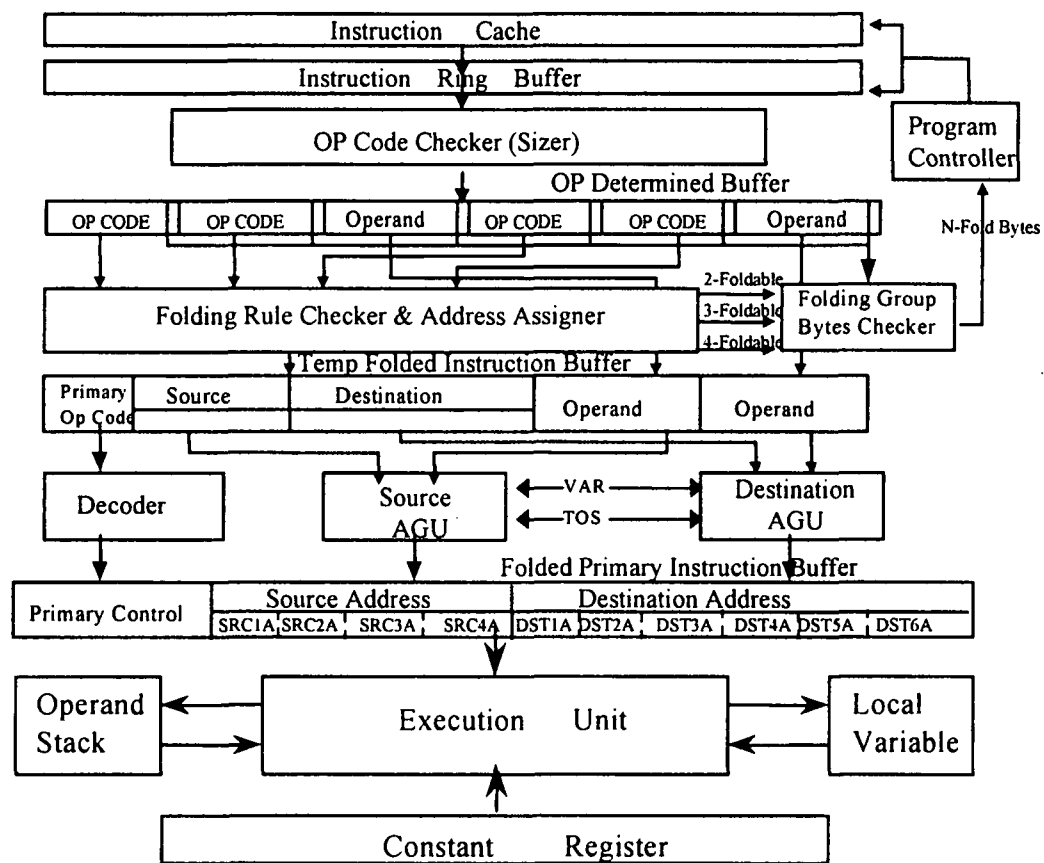 Instruction Cache
Instruction Ring Buffer
Program
Controller
OP Code Checker (Sizer)
OP Determined Buffer
OP CODE
OP CODE
Operand
OP CODE
OP CODE
Operand
N-Fold Bytes
2-Foldable
3-Foldable
4-Foldable
Folding Rule Checker & Address Assigner
Folding Group
Bytes Checker
Temp Folded Instruction Buffer
Primary
Op Code
Source
Destination
Operand
Operand
Decoder
Source
AGU
VAR
TOS
Destination
AGU
Folded Primary Instruction Buffer
Primary Control
Source Address
Destination Address
SRC1A
SRC2A
SRC3A
SRC4A
DST1A
DST2A
DST3A
DST4A
DST5A
DST6A
Operand
Stack
Execution Unit
Local
Variable
Constant Register